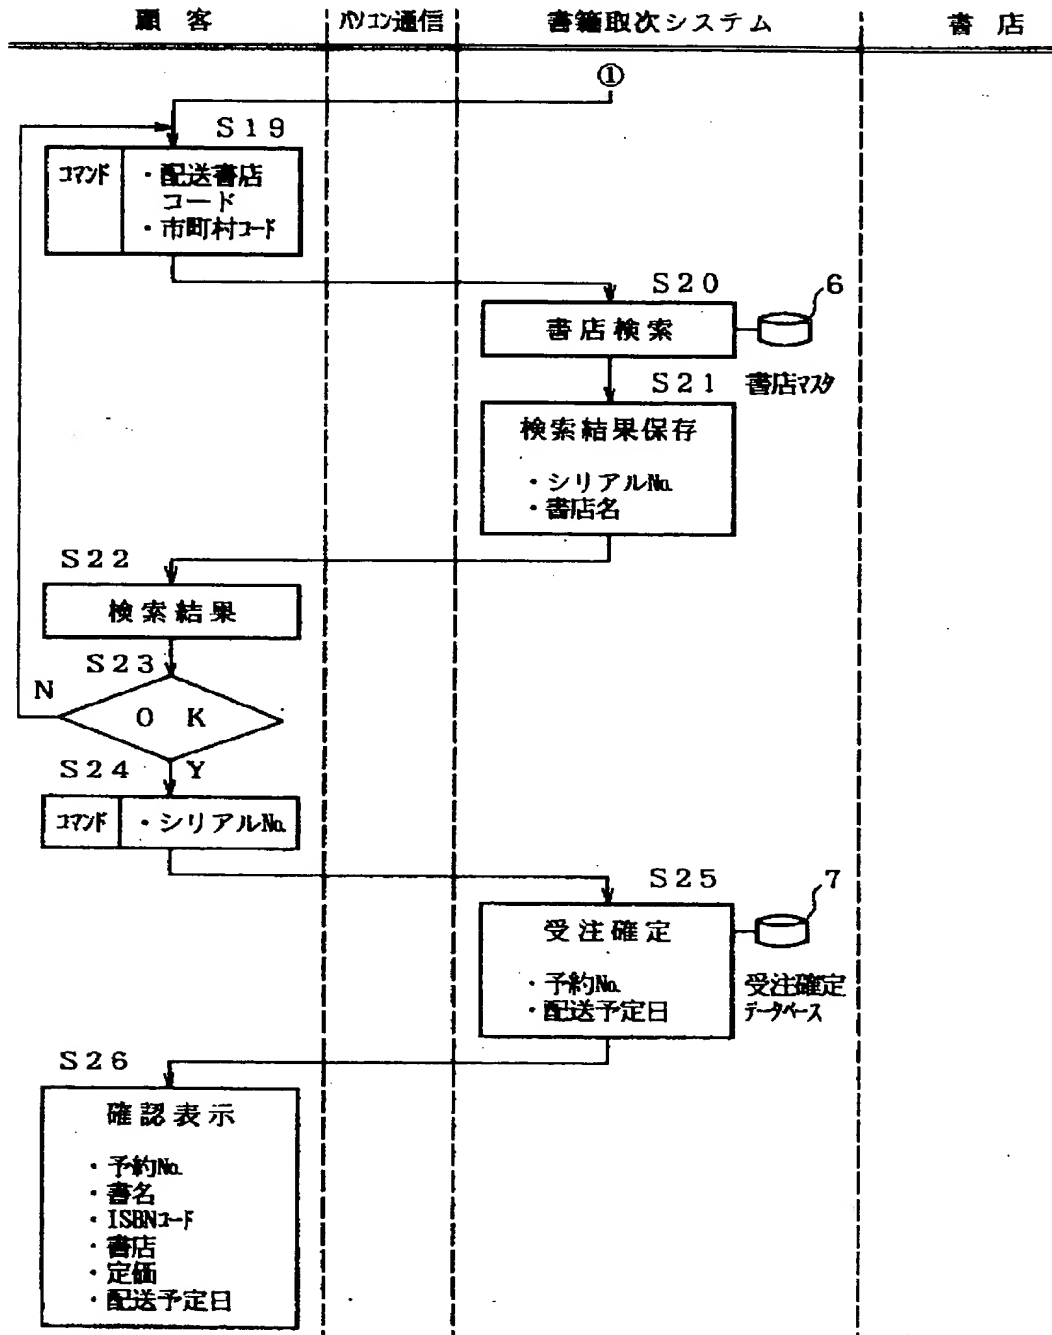 顧客
パソコン通信
書籍取次システム
書店
①
S19
コマンド
・配送書店
コード
・市町村コード
S20
6
書店検索
書店マスタ
S21
検索結果保存
・シリアルNo.
・書店名
S22
検索結果
S23
N
OK
Y
S24
コマンド
・シリアルNo.
S25
7
受注確定
・予約No.
・配送予定日
受注確定
データベース
S26
確認表示
・予約No.
・書名
・ISBNコード
・書店
・定価
・配送予定日